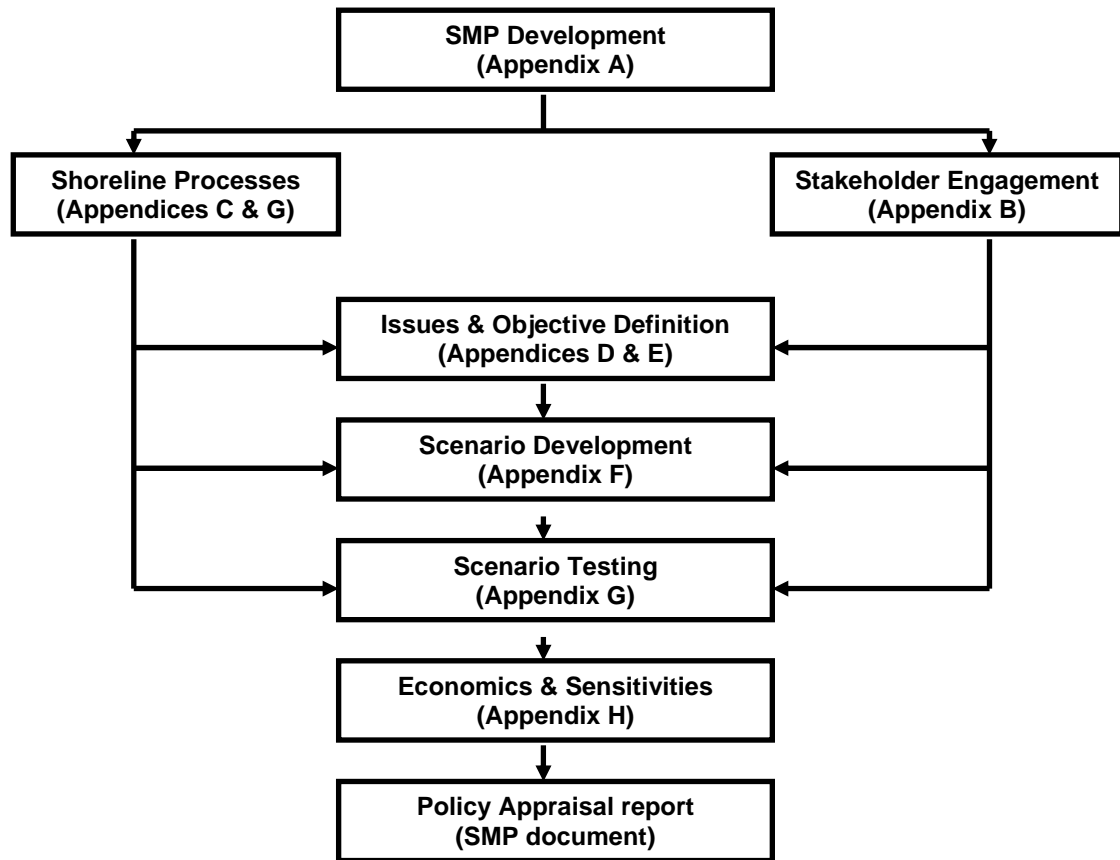 SMP Development
(Appendix A)
Shoreline Processes
(Appendices C & G)
Stakeholder Engagement
(Appendix B)
Issues & Objective Definition
(Appendices D & E)
Scenario Development
(Appendix F)
Scenario Testing
(Appendix G)
Economics & Sensitivities
(Appendix H)
Policy Appraisal report
(SMP document)